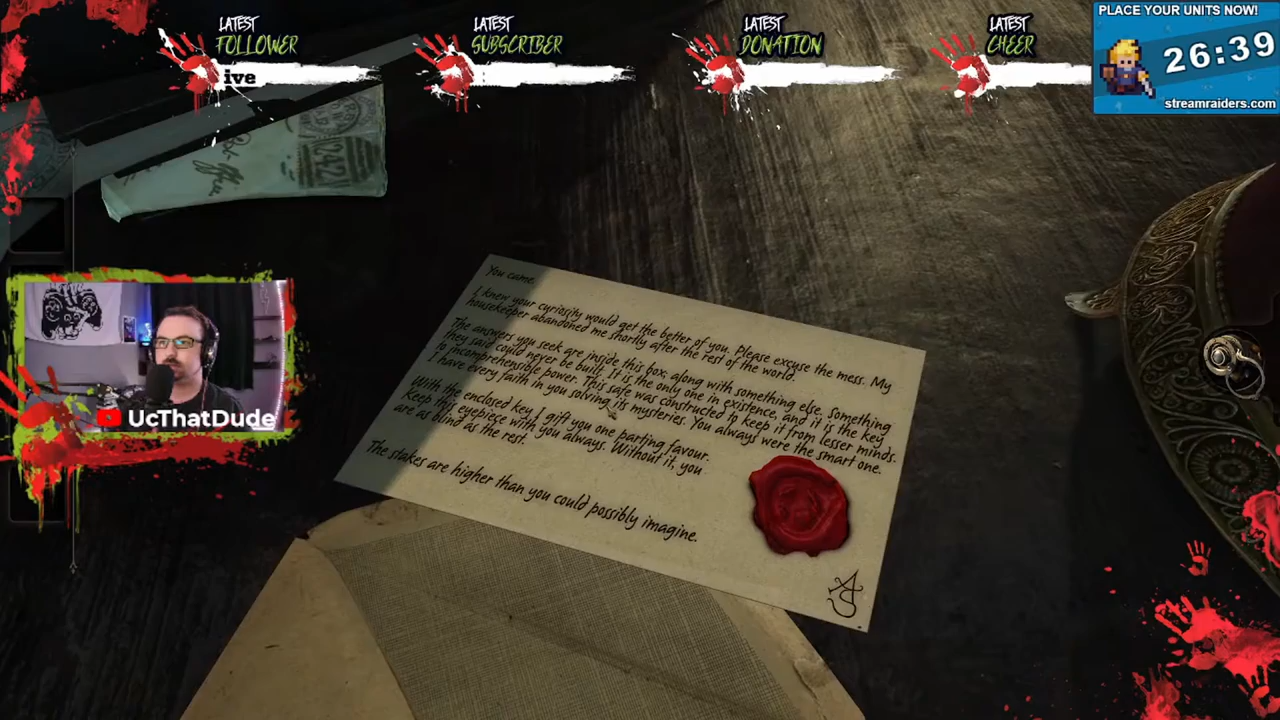 LATEST
FOLLOWER
ive
LATEST
SUBSCRIBER
LATEST
DONATION
LATEST
CHEER
PLACE YOUR UNITS NOW!
26:39
streamraiders.com
Post Office
1242
You came.
I knew your curiosity would get the better of you. Please excuse the mess. My
housekeeper abandoned me shortly after the rest of the world.
The answers you seek are inside this box; along with something else. Something
they said could never be built. It is the only one in existence, and it is the key
to incomprehensible power. This safe was constructed to keep it from lesser minds.
I have every faith in you solving its mysteries. You always were the smart one.
With the enclosed key I gift you one parting favour.
Keep this eyepiece with you always. Without it, you
are as blind as the rest.
The stakes are higher than you could possibly imagine.
UcThatDude